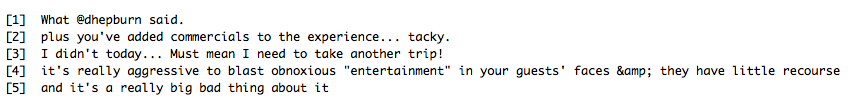 [1] What @dhepburn said.
[2] plus you've added commercials to the experience... tacky.
[3] I didn't today... Must mean I need to take another trip!
[4] it's really aggressive to blast obnoxious "entertainment" in your guests' faces &amp; they have little recourse
[5] and it's a really big bad thing about it